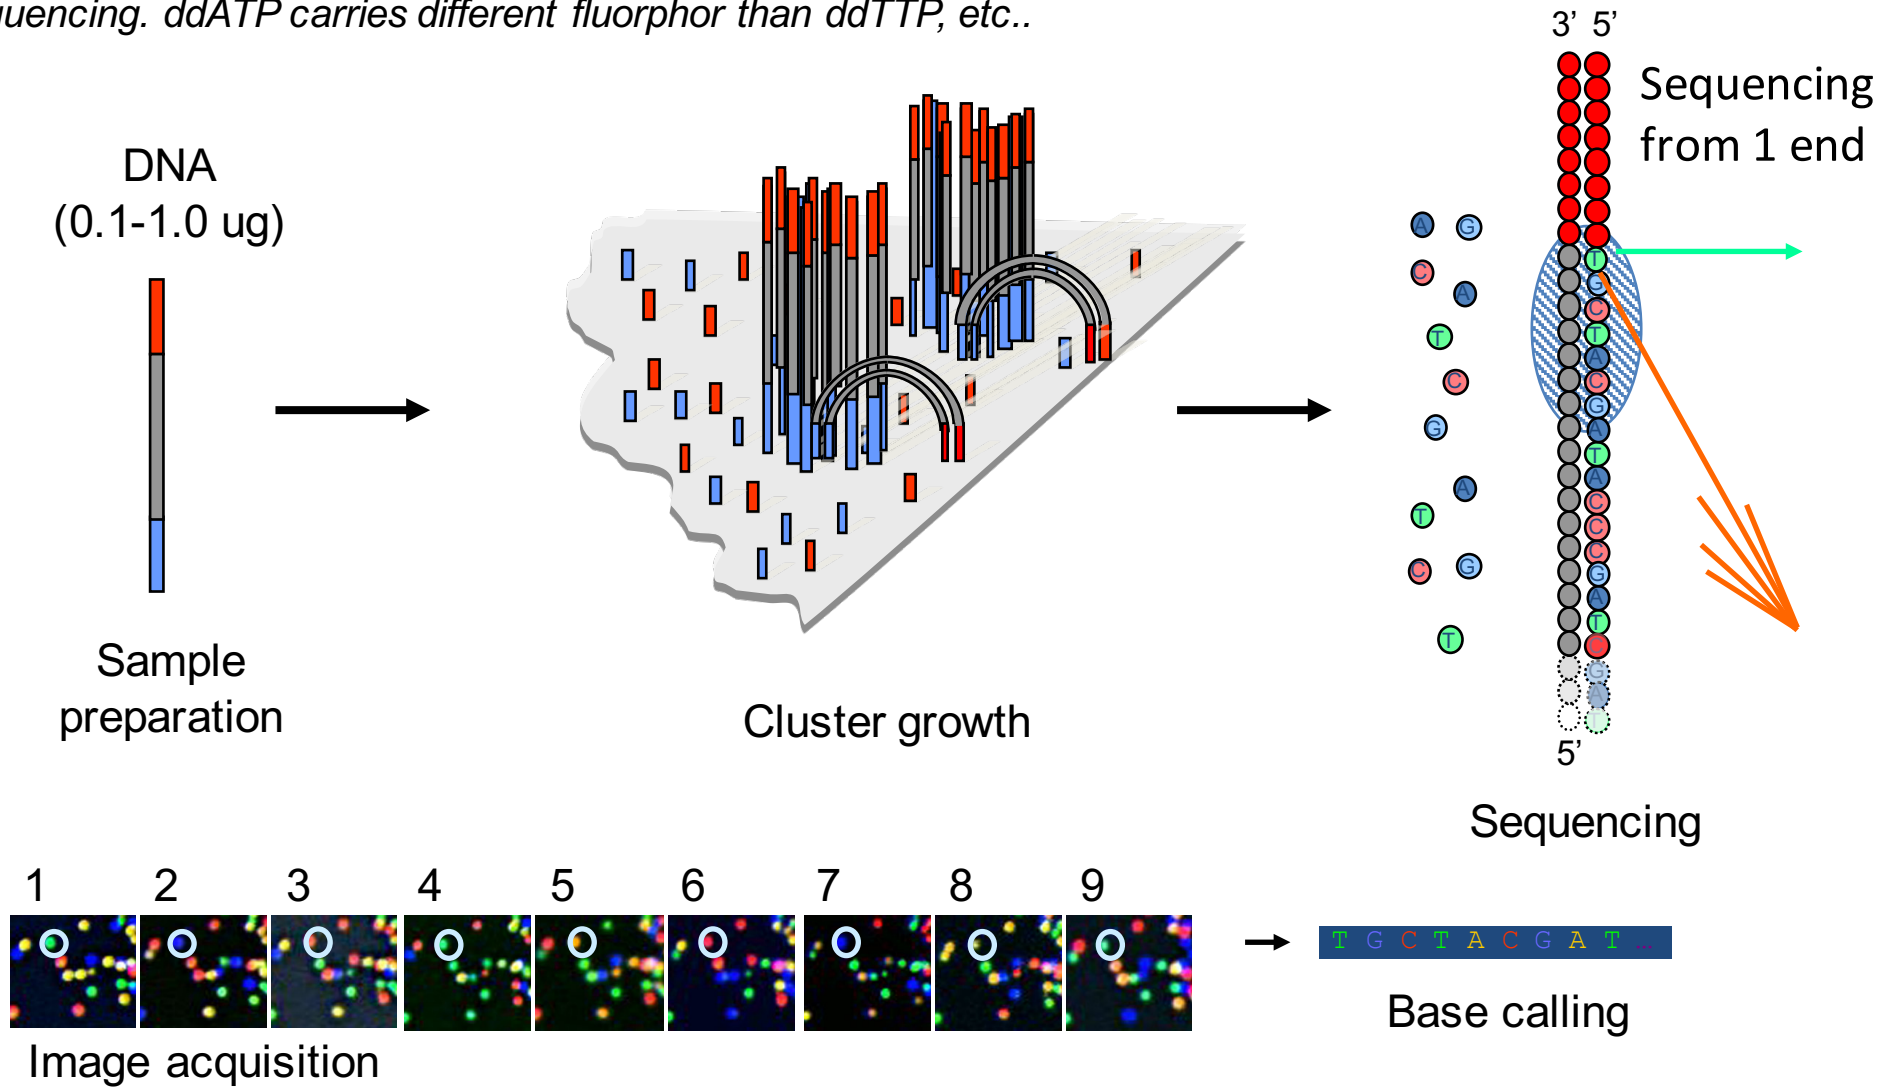 uencing. ddATP carries different fluorphor than ddTTP, etc..
3’ 5’
Sequencing
from 1 end
DNA
(0.1-1.0 ug)
A G
C
A
T
C
G
A
T
C G
T
T
G
C
T
A
C
G
A
T
A
C
C
C
G
A
T
G
A
5’
Sample
preparation
Cluster growth
Sequencing
1 2 3 4 5 6 7 8 9
T G C T A C G A T ...
Base calling
Image acquisition